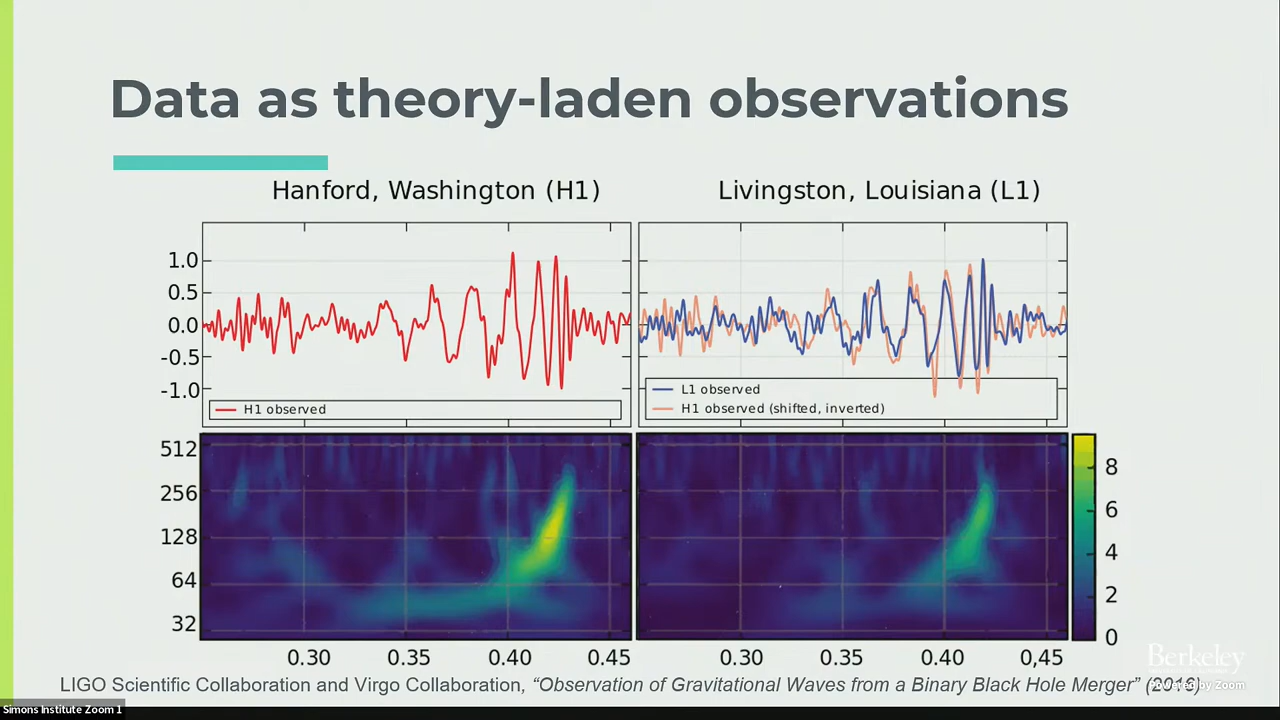 Data as theory-laden observations
Hanford, Washington (H1)
Livingston, Louisiana (L1)
1.0
0.5
0.0
-0.5
-1.0
H1 observed
L1 observed
H1 observed (shifted, inverted)
512
256
128
64
32
8
6
4
2
0
0.30 0.35 0.40 0.45
0.30 0.35 0.40 0,45
Berkeley
LIGO Scientific Collaboration and Virgo Collaboration, “Observation of Gravitational Waves from a Binary Black Hole Merger” (2016)
Powered by Zoom
Simons Institute Zoom 1